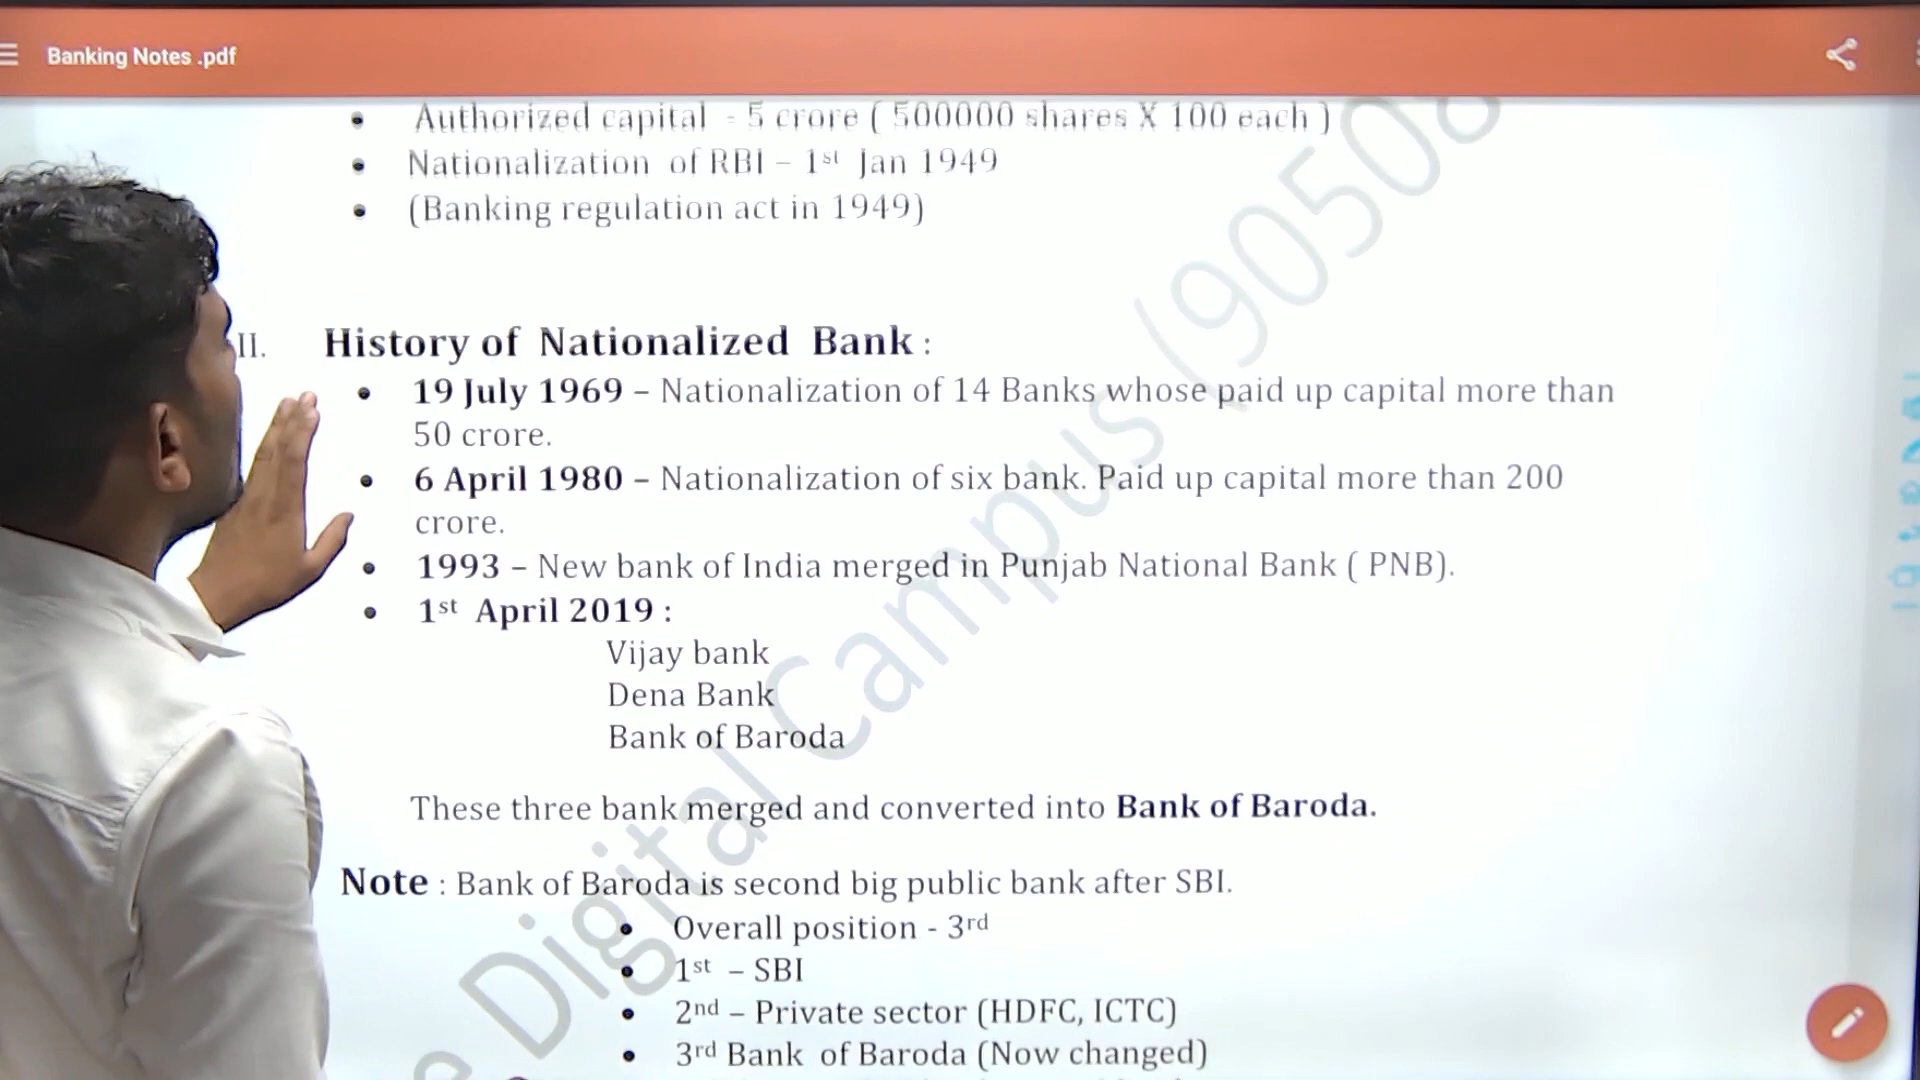 Banking Notes .pdf
• Authorized capital - 5 crore ( 500000 shares X 100 each )
• Nationalization of RBI – 1st Jan 1949
• (Banking regulation act in 1949)
II. History of Nationalized Bank :
• 19 July 1969 – Nationalization of 14 Banks whose paid up capital more than
50 crore.
• 6 April 1980 – Nationalization of six bank. Paid up capital more than 200
crore.
• 1993 – New bank of India merged in Punjab National Bank ( PNB).
• 1st April 2019 :
Vijay bank
Dena Bank
Bank of Baroda
These three bank merged and converted into Bank of Baroda.
Note : Bank of Baroda is second big public bank after SBI.
• Overall position - 3rd
• 1st – SBI
• 2nd – Private sector (HDFC, ICTC)
• 3rd Bank of Baroda (Now changed)
e Digital Campus (90508